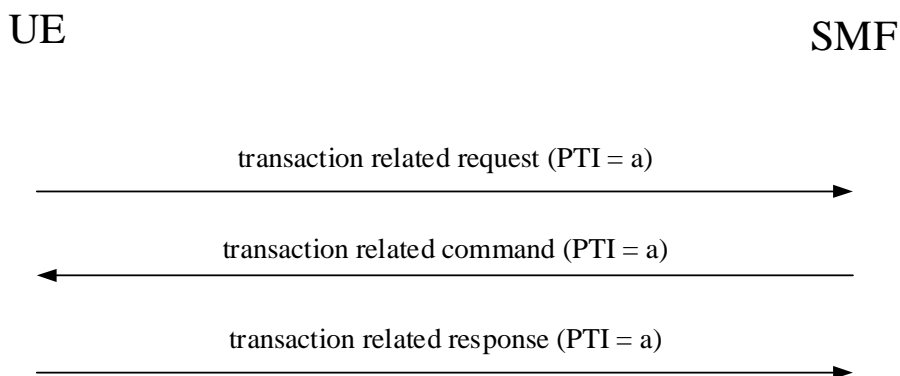 UE
SMF
transaction related request (PTI = a)
transaction related command (PTI = a)
transaction related response (PTI = a)